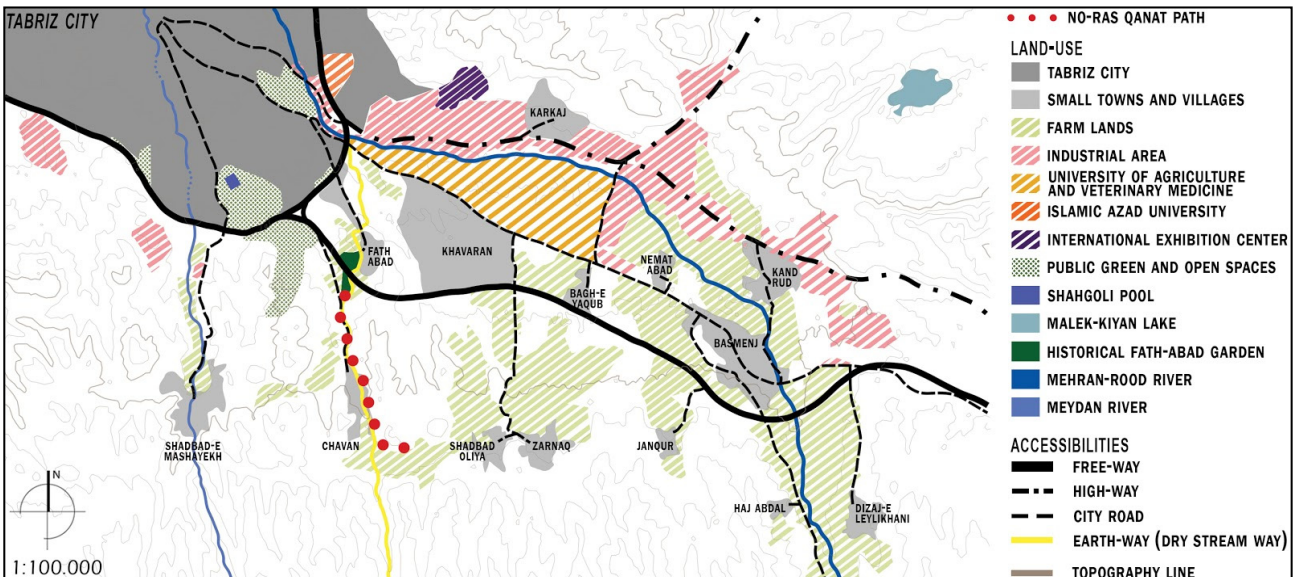 TABRIZ CITY
KARKAJ
FATH
ABAD
KHAVARAN
BAGH-E
YAQUB
NEMAT
ABAD
KAND
RUD
BASMENJ
SHADBAD-E
MASHAYEKH
CHAVAN
SHADBAD
OLIYA
ZARNAQ
JANQUR
HAJ ABDAL
DIZAJ-E
LEYLIKHANI
N
1:100.000
NO-RAS QANAT PATH
LAND-USE
TABRIZ CITY
SMALL TOWNS AND VILLAGES
FARM LANDS
INDUSTRIAL AREA
UNIVERSITY OF AGRICULTURE
AND VETERINARY MEDICINE
ISLAMIC AZAD UNIVERSITY
INTERNATIONAL EXHIBITION CENTER
PUBLIC GREEN AND OPEN SPACES
SHAHGOLI POOL
MALEK-KIYAN LAKE
HISTORICAL FATH-ABAD GARDEN
MEHRAN-ROOD RIVER
MEYDAN RIVER
ACCESSIBILITIES
FREE-WAY
HIGH-WAY
CITY ROAD
EARTH-WAY (DRY STREAM WAY)
TOPOGRAPHY LINE